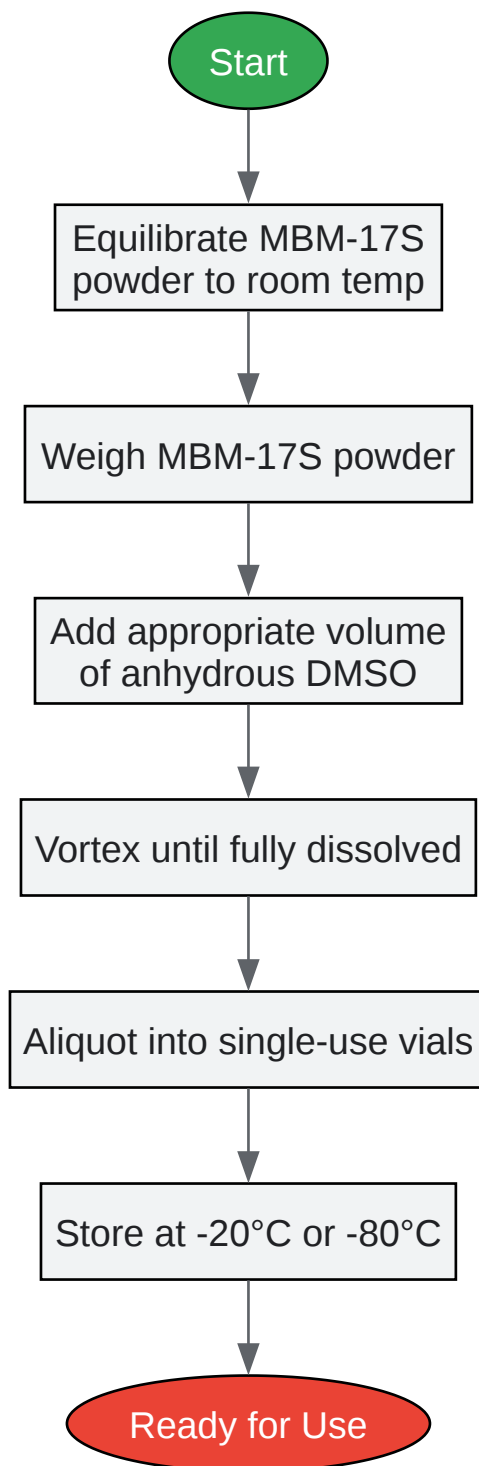 Start
Equilibrate MBM-17S
powder to room temp
Weigh MBM-17S powder
Add appropriate volume
of anhydrous DMSO
Vortex until fully dissolved
Aliquot into single-use vials
Store at -20°C or -80°C
Ready for Use